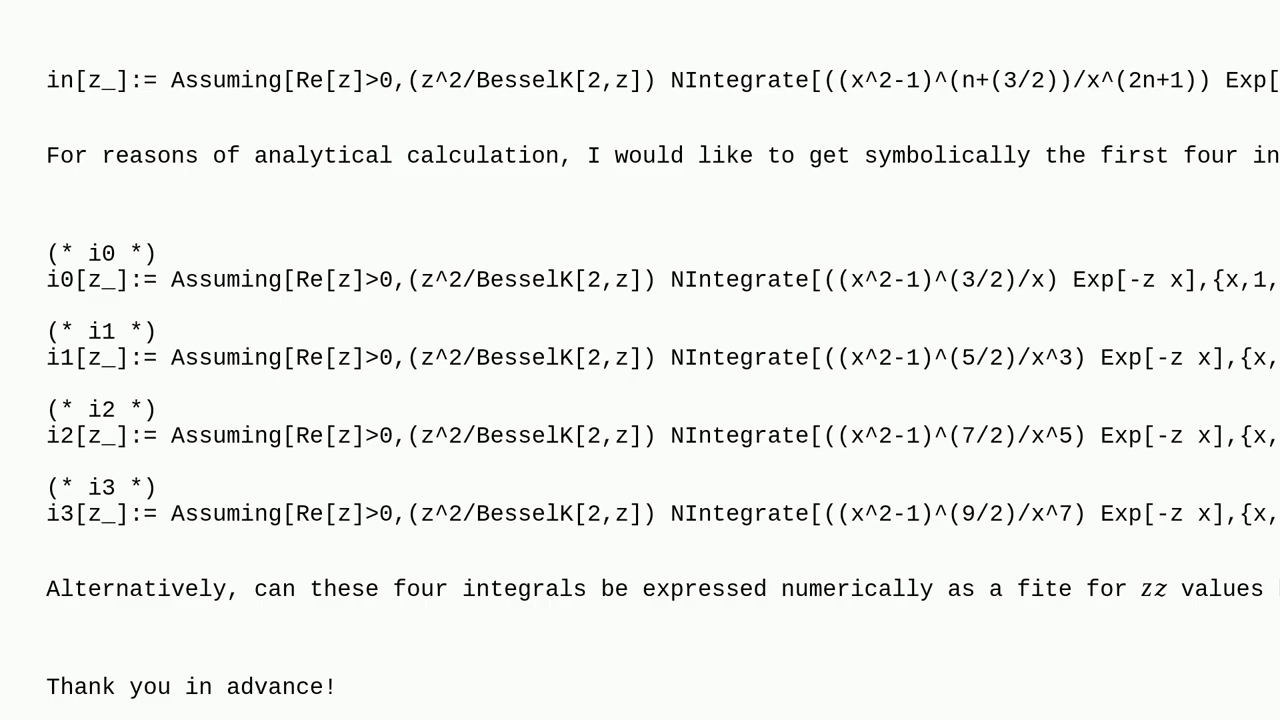 in[z_]:= Assuming[Re[z]>0,(z^2/BesselK[2,z]) NIntegrate[((x^2-1)^(n+(3/2))/x^(2n+1)) Exp[
For reasons of analytical calculation, I would like to get symbolically the first four in
(* i0 *)
i0[z_]:= Assuming[Re[z]>0,(z^2/BesselK[2,z]) NIntegrate[((x^2-1)^(3/2)/x) Exp[-z x],{x,1,
(* i1 *)
i1[z_]:= Assuming[Re[z]>0,(z^2/BesselK[2,z]) NIntegrate[((x^2-1)^(5/2)/x^3) Exp[-z x],{x,
(* i2 *)
i2[z_]:= Assuming[Re[z]>0,(z^2/BesselK[2,z]) NIntegrate[((x^2-1)^(7/2)/x^5) Exp[-z x],{x,
(* i3 *)
i3[z_]:= Assuming[Re[z]>0,(z^2/BesselK[2,z]) NIntegrate[((x^2-1)^(9/2)/x^7) Exp[-z x],{x,
Alternatively, can these four integrals be expressed numerically as a fite for zz values
Thank you in advance!